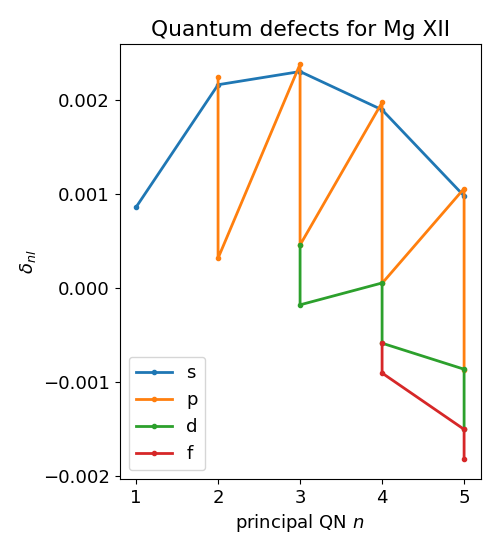 Quantum defects for Mg XII
δnl
0.002
0.001
0.000
−0.001
−0.002
s
p
d
f
1 2 3 4 5
principal QN n